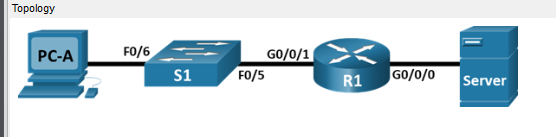 Topology
PC-A
F0/6
S1
F0/5
G0/0/1
R1
G0/0/0
Server